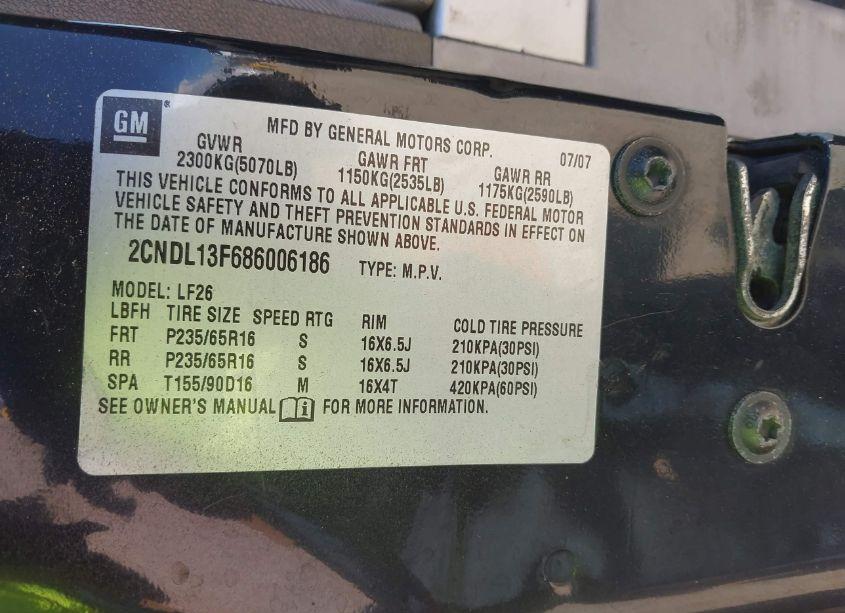 GM®
MFD BY GENERAL MOTORS CORP. 07/07
GVWR GAWR FRT GAWR RR
2300KG(5070LB) 1150KG(2535LB) 1175KG(2590LB)
THIS VEHICLE CONFORMS TO ALL APPLICABLE U.S. FEDERAL MOTOR
VEHICLE SAFETY AND THEFT PREVENTION STANDARDS IN EFFECT ON
THE DATE OF MANUFACTURE SHOWN ABOVE.
2CNDL13F686006186 TYPE: M.P.V.
MODEL: LF26
LBFH TIRE SIZE SPEED RTG RIM COLD TIRE PRESSURE
FRT P235/65R16 S 16X6.5J 210KPA(30PSI)
RR P235/65R16 S 16X6.5J 210KPA(30PSI)
SPA T155/90D16 M 16X4T 420KPA(60PSI)
SEE OWNER'S MANUAL FOR MORE INFORMATION.